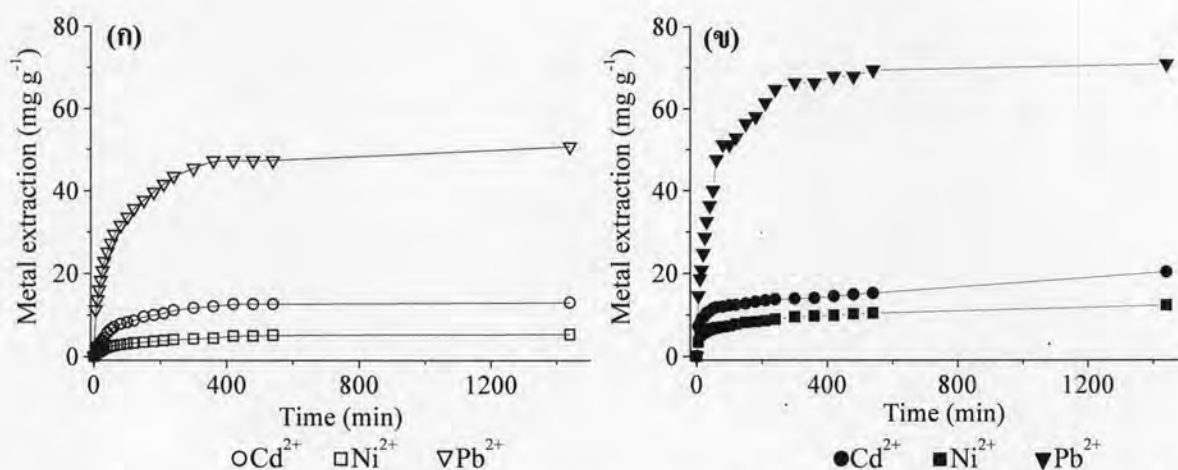 (ก)
Metal extraction (mg g⁻¹)
80
60
40
20
0
0
400
800
1200
Time (min)
○Cd²⁺ □Ni²⁺ ▽Pb²⁺
(ข)
Metal extraction (mg g⁻¹)
80
60
40
20
0
0
400
800
1200
Time (min)
●Cd²⁺ ■Ni²⁺ ▼Pb²⁺